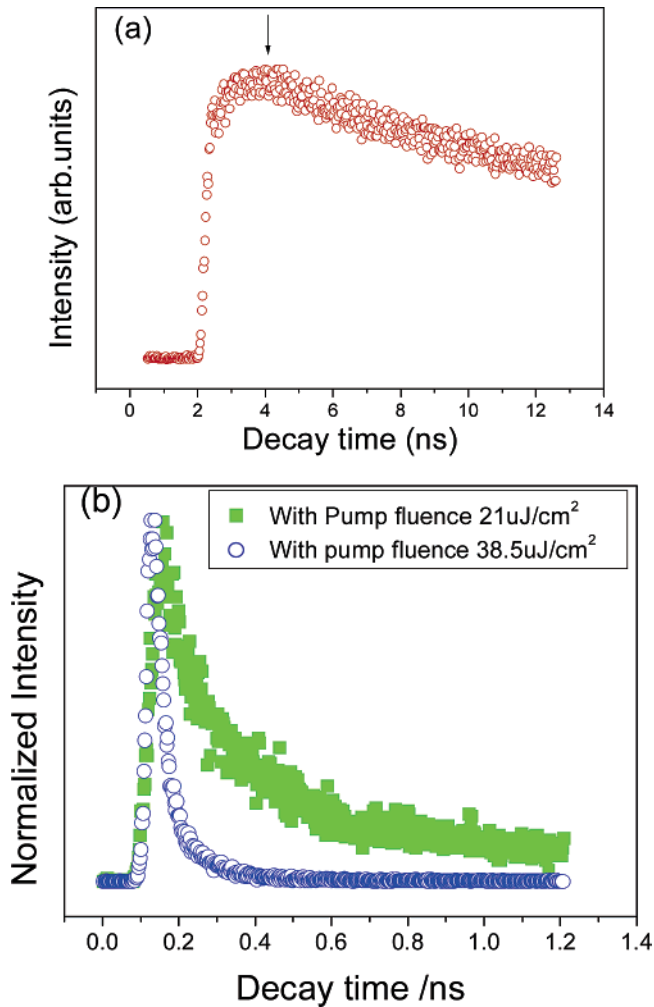 (a)
Intensity (arb.units)
0 2 4 6 8 10 12 14
Decay time (ns)
(b)
With Pump fluence 21uJ/cm²
With pump fluence 38.5uJ/cm²
Normalized Intensity
0.0 0.2 0.4 0.6 0.8 1.0 1.2 1.4
Decay time /ns